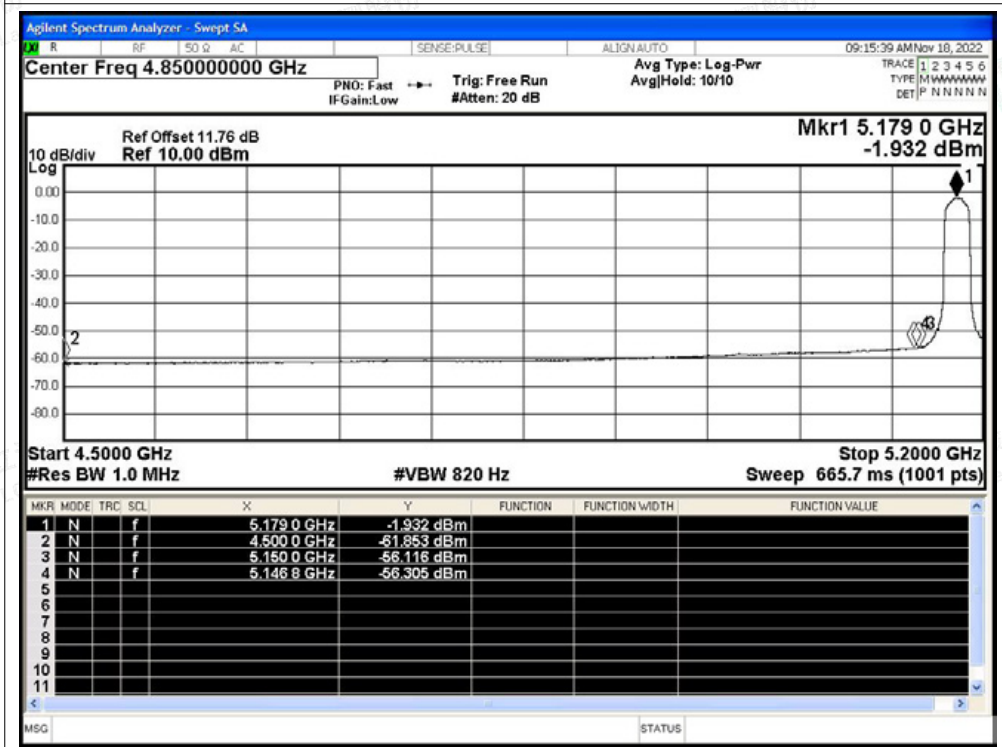 Agilent Spectrum Analyzer - Swept SA
LXI R RF 50 Ω AC SENSE:PULSE ALIGN AUTO 09:15:39 AM Nov 18, 2022
Center Freq 4.850000000 GHz Avg Type: Log-Pwr TRACE 1 2 3 4 5 6
PNO: Fast Trig: Free Run Avg|Hold: 10/10 TYPE MWWWWW
IFGain:Low #Atten: 20 dB DET P N N N N N
Mkr1 5.179 0 GHz
Ref Offset 11.76 dB
10 dB/div Ref 10.00 dBm -1.932 dBm
Log
1
0.00
-10.0
-20.0
-30.0
-40.0
-50.0
2 4 3
-60.0
-70.0
-80.0
Start 4.5000 GHz Stop 5.2000 GHz
#Res BW 1.0 MHz #VBW 820 Hz Sweep 665.7 ms (1001 pts)
MKR MODE TRC SCL X Y FUNCTION FUNCTION WIDTH FUNCTION VALUE
1 N f 5.179 0 GHz -1.932 dBm
2 N f 4.500 0 GHz -61.853 dBm
3 N f 5.150 0 GHz -56.116 dBm
4 N f 5.146 8 GHz -56.305 dBm
5
6
7
8
9
10
11
MSG STATUS